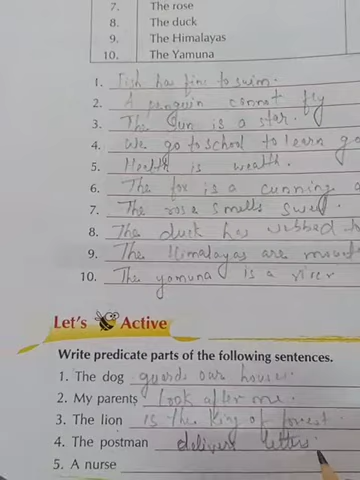 7. The rose
8. The duck
9. The Himalayas
10. The Yamuna
1. Fish has fins to swim.
2. A penguin cannot fly
3. The Sun is a star.
4. We go to school to learn
5. Health is wealth.
6. The fox is a cunning
7. The rose smells sweet.
8. The duck has webbed
9. The Himalayas are
10. The yamuna is a river
Let's Active
Write predicate parts of the following sentences.
1. The dog guards our house.
2. My parents look after me.
3. The lion is the King of forest.
4. The postman delivers letters.
5. A nurse